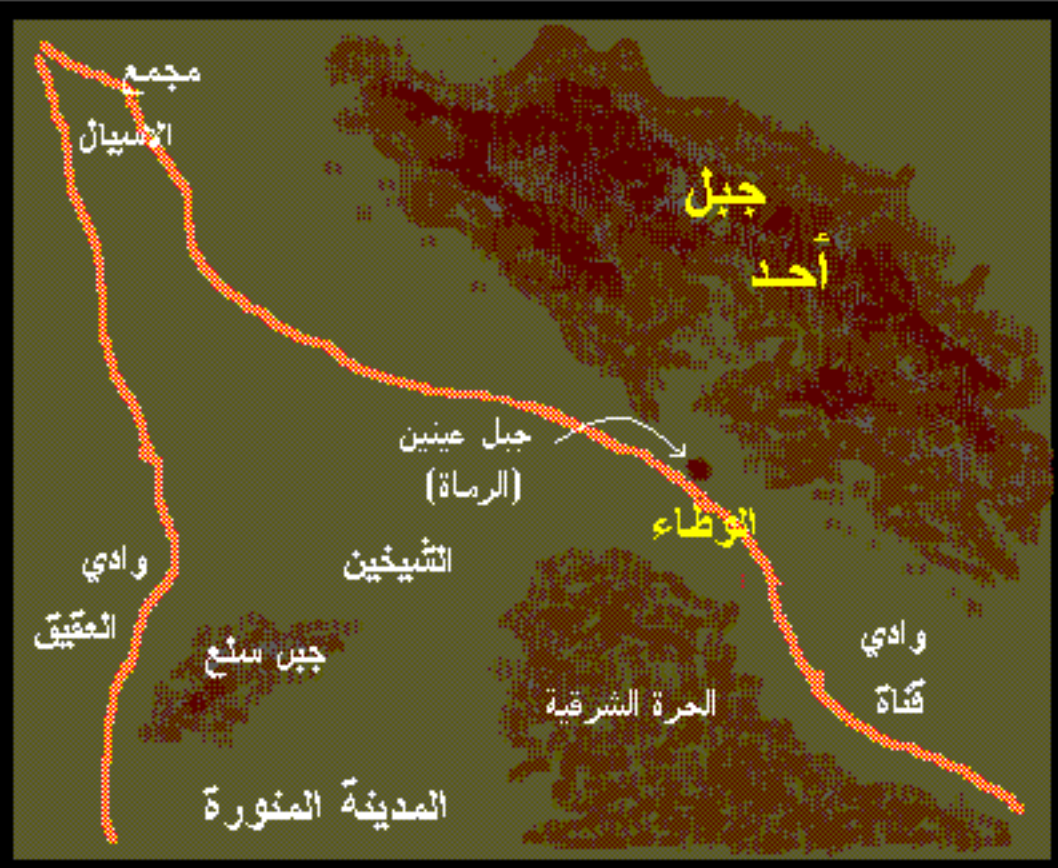 مجمع
الاسيال
جبل
أحد
جبل عينين
(الرماة)
الوطاء
الشيخين
وادي
العقيق
جبل سلع
وادي
قناة
الحرة الشرقية
المدينة المنورة